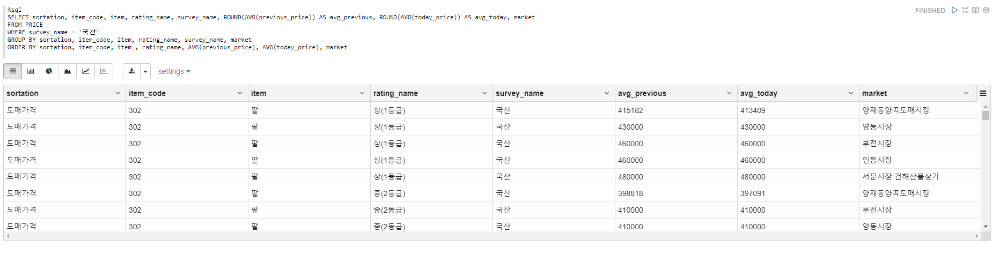 %sql
FINISHED
SELECT sortation, item_code, item, rating_name, survey_name, ROUND(AVG(previous_price)) AS avg_previous, ROUND(AVG(today_price)) AS avg_today, market
FROM PRICE
WHERE survey_name = '국산'
GROUP BY sortation, item_code, item, rating_name, survey_name, market
ORDER BY sortation, item_code, item , rating_name, AVG(previous_price), AVG(today_price), market
settings
sortation item_code item rating_name survey_name avg_previous avg_today market
도매가격 302 팥 상(1등급) 국산 415182 413409 양재동양곡도매시장
도매가격 302 팥 상(1등급) 국산 430000 430000 양동시장
도매가격 302 팥 상(1등급) 국산 460000 460000 부전시장
도매가격 302 팥 상(1등급) 국산 460000 460000 인동시장
도매가격 302 팥 상(1등급) 국산 480000 480000 서문시장 건해산물상가
도매가격 302 팥 중(2등급) 국산 398818 397091 양재동양곡도매시장
도매가격 302 팥 중(2등급) 국산 410000 410000 부전시장
도매가격 302 팥 중(2등급) 국산 410000 410000 양동시장